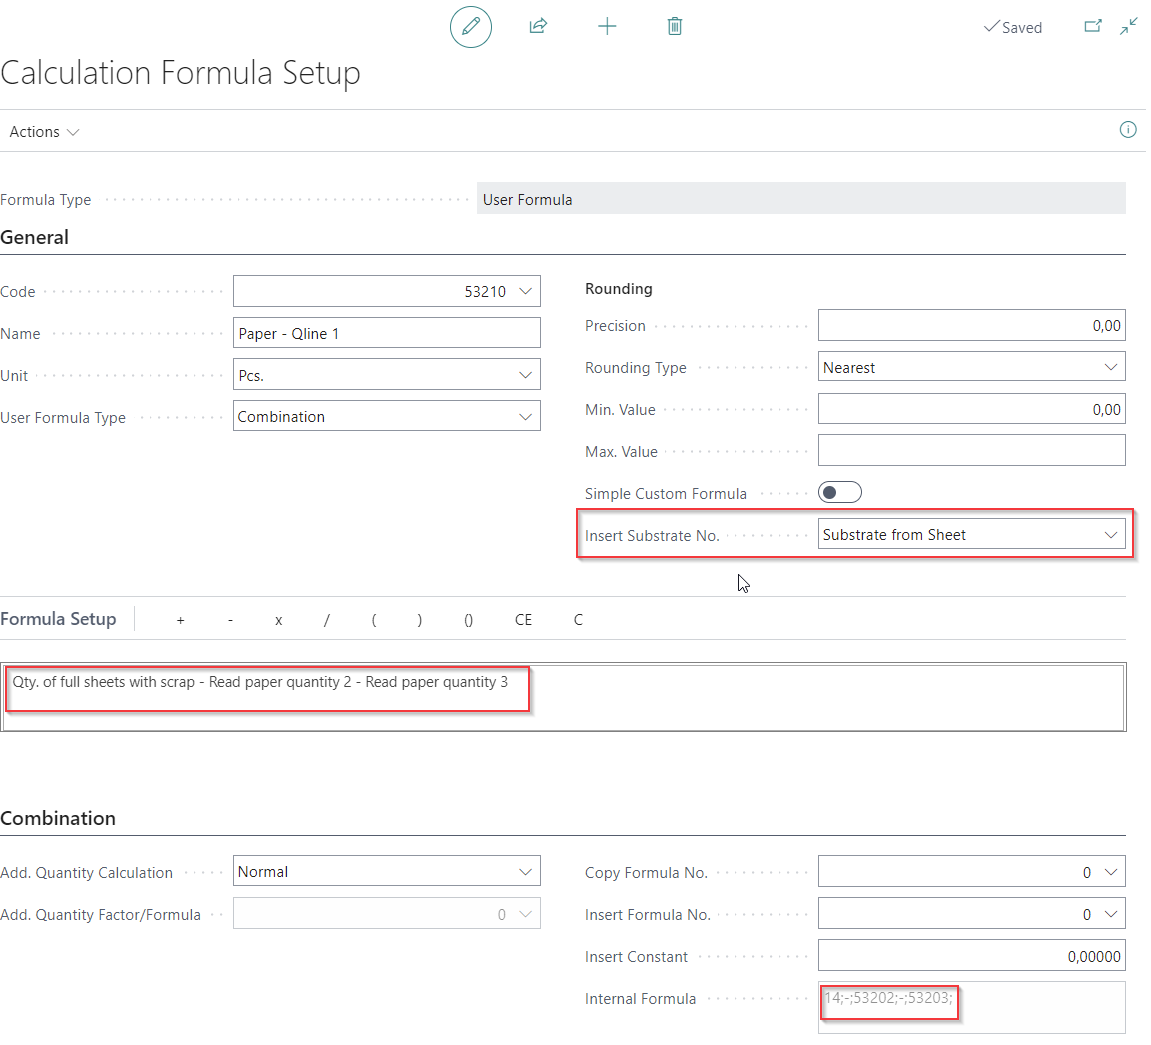 Saved
Calculation Formula Setup
Actions
Formula Type User Formula
General
Code 53210
Name Paper - Qline 1
Unit Pcs.
User Formula Type Combination
Rounding
Precision 0,00
Rounding Type Nearest
Min. Value 0,00
Max. Value
Simple Custom Formula
Insert Substrate No. Substrate from Sheet
Formula Setup + - x / ( ) () CE C
Qty. of full sheets with scrap - Read paper quantity 2 - Read paper quantity 3
Combination
Add. Quantity Calculation Normal
Add. Quantity Factor/Formula 0
Copy Formula No. 0
Insert Formula No. 0
Insert Constant 0,00000
Internal Formula 14;-;53202;-;53203;